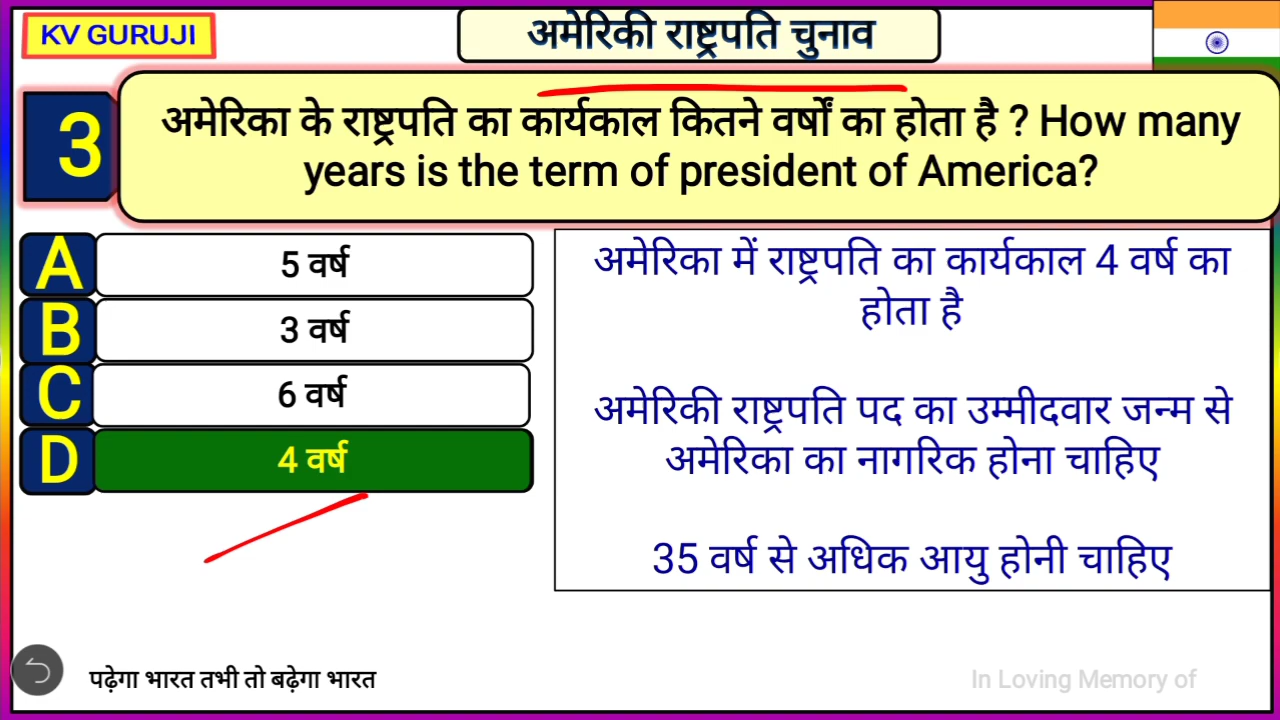 KV GURUJI
अमेरिकी राष्ट्रपति चुनाव
3
अमेरिका के राष्ट्रपति का कार्यकाल कितने वर्षों का होता है ? How many
years is the term of president of America?
A
5 वर्ष
B
3 वर्ष
C
6 वर्ष
D
4 वर्ष
अमेरिका में राष्ट्रपति का कार्यकाल 4 वर्ष का
होता है
अमेरिकी राष्ट्रपति पद का उम्मीदवार जन्म से
अमेरिका का नागरिक होना चाहिए
35 वर्ष से अधिक आयु होनी चाहिए
पढ़ेगा भारत तभी तो बढ़ेगा भारत
In Loving Memory of